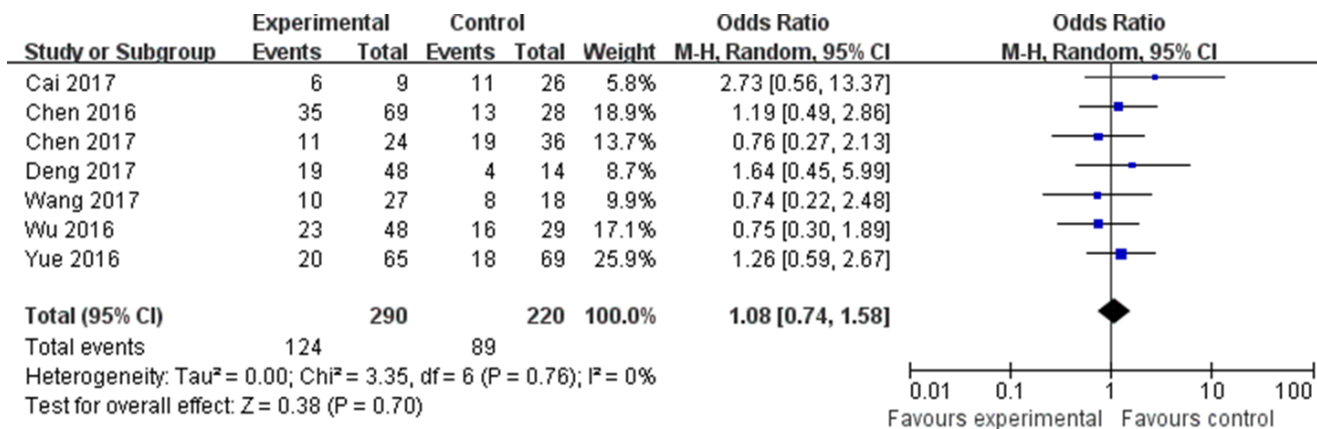 Experimental Control Odds Ratio Odds Ratio
Study or Subgroup Events Total Events Total Weight M-H, Random, 95% CI M-H, Random, 95% CI
Cai 2017 6 9 11 26 5.8% 2.73 [0.56, 13.37]
Chen 2016 35 69 13 28 18.9% 1.19 [0.49, 2.86]
Chen 2017 11 24 19 36 13.7% 0.76 [0.27, 2.13]
Deng 2017 19 48 4 14 8.7% 1.64 [0.45, 5.99]
Wang 2017 10 27 8 18 9.9% 0.74 [0.22, 2.48]
Wu 2016 23 48 16 29 17.1% 0.75 [0.30, 1.89]
Yue 2016 20 65 18 69 25.9% 1.26 [0.59, 2.67]
Total (95% CI) 290 220 100.0% 1.08 [0.74, 1.58]
Total events 124 89
Heterogeneity: Tau² = 0.00; Chi² = 3.35, df = 6 (P = 0.76); I² = 0%
Test for overall effect: Z = 0.38 (P = 0.70)
0.01 0.1 1 10 100
Favours experimental Favours control